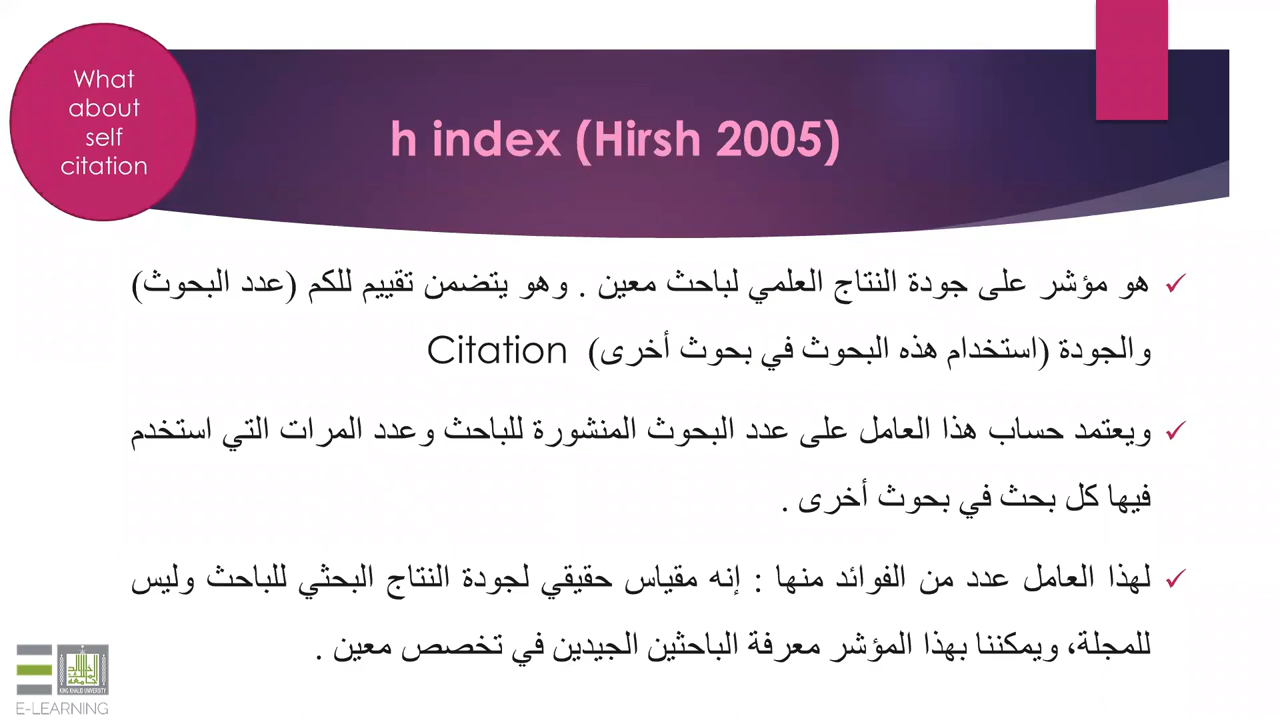 What
about
self
citation
h index (Hirsh 2005)
هو مؤشر على جودة النتاج العلمي لباحث معين . وهو يتضمن تقييم للكم (عدد البحوث)
والجودة (استخدام هذه البحوث في بحوث أخرى) Citation
ويعتمد حساب هذا العامل على عدد البحوث المنشورة للباحث وعدد المرات التي استخدم
فيها كل بحث في بحوث أخرى .
لهذا العامل عدد من الفوائد منها : إنه مقياس حقيقي لجودة النتاج البحثي للباحث وليس
للمجلة، ويمكننا بهذا المؤشر معرفة الباحثين الجيدين في تخصص معين .
KING KHALID UNIVERSITY
E-LEARNING